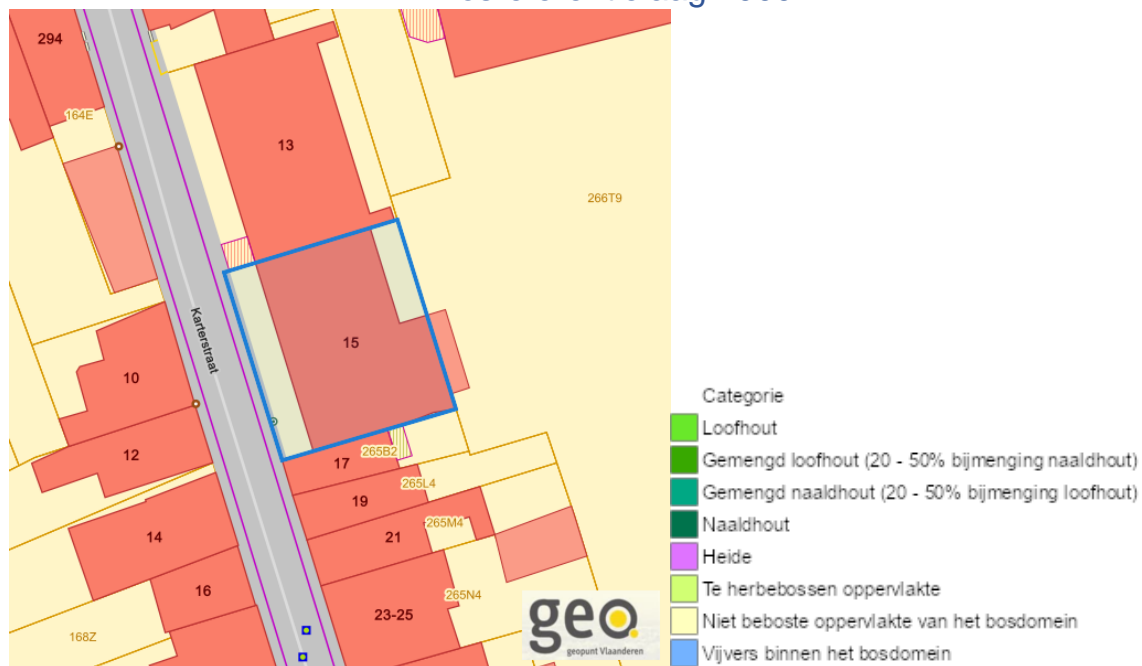 294
164E
13
266T9
Karterstraat
15
10
12
17
265B2
19
265L4
14
21
265M4
16
23-25
265N4
168Z
geo
geopunt Vlaanderen
Categorie
Loofhout
Gemengd loofhout (20 - 50% bijmenging naaldhout)
Gemengd naaldhout (20 - 50% bijmenging loofhout)
Naaldhout
Heide
Te herbebossen oppervlakte
Niet beboste oppervlakte van het bosdomein
Vijvers binnen het bosdomein